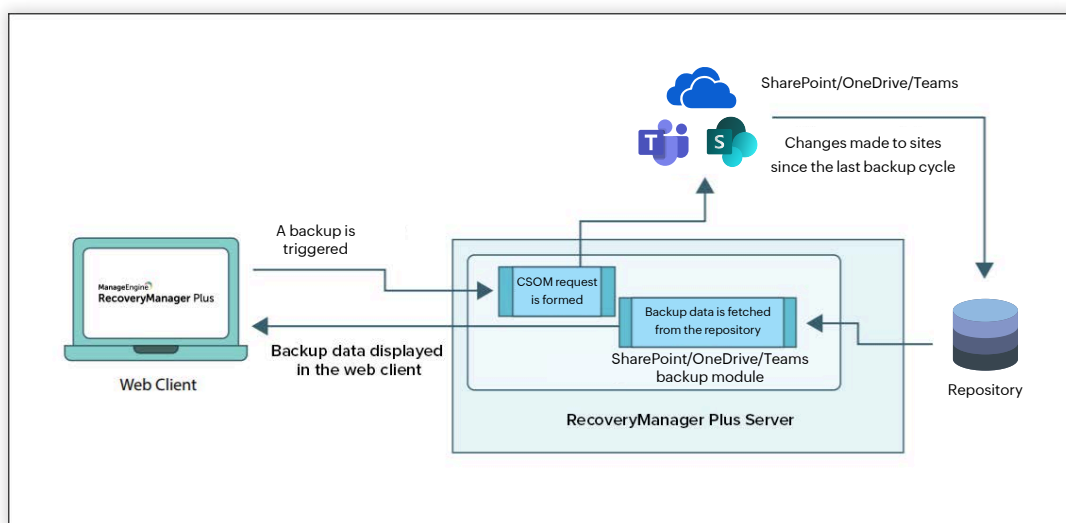 SharePoint/OneDrive/Teams
T
S
Changes made to sites
since the last backup cycle
A backup is
triggered
ManageEngine
RecoveryManager Plus
CSOM request
is formed
Backup data is fetched
from the repository
Backup data displayed
in the web client
SharePoint/OneDrive/Teams
backup module
Web Client
Repository
RecoveryManager Plus Server